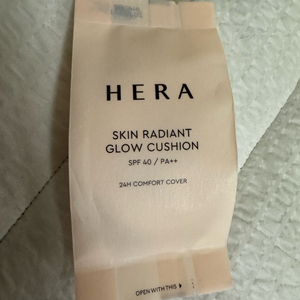 HERA
SKIN RADIANT
GLOW CUSHION
SPF 40 / PA++
24H COMFORT COVER
OPEN WITH THIS